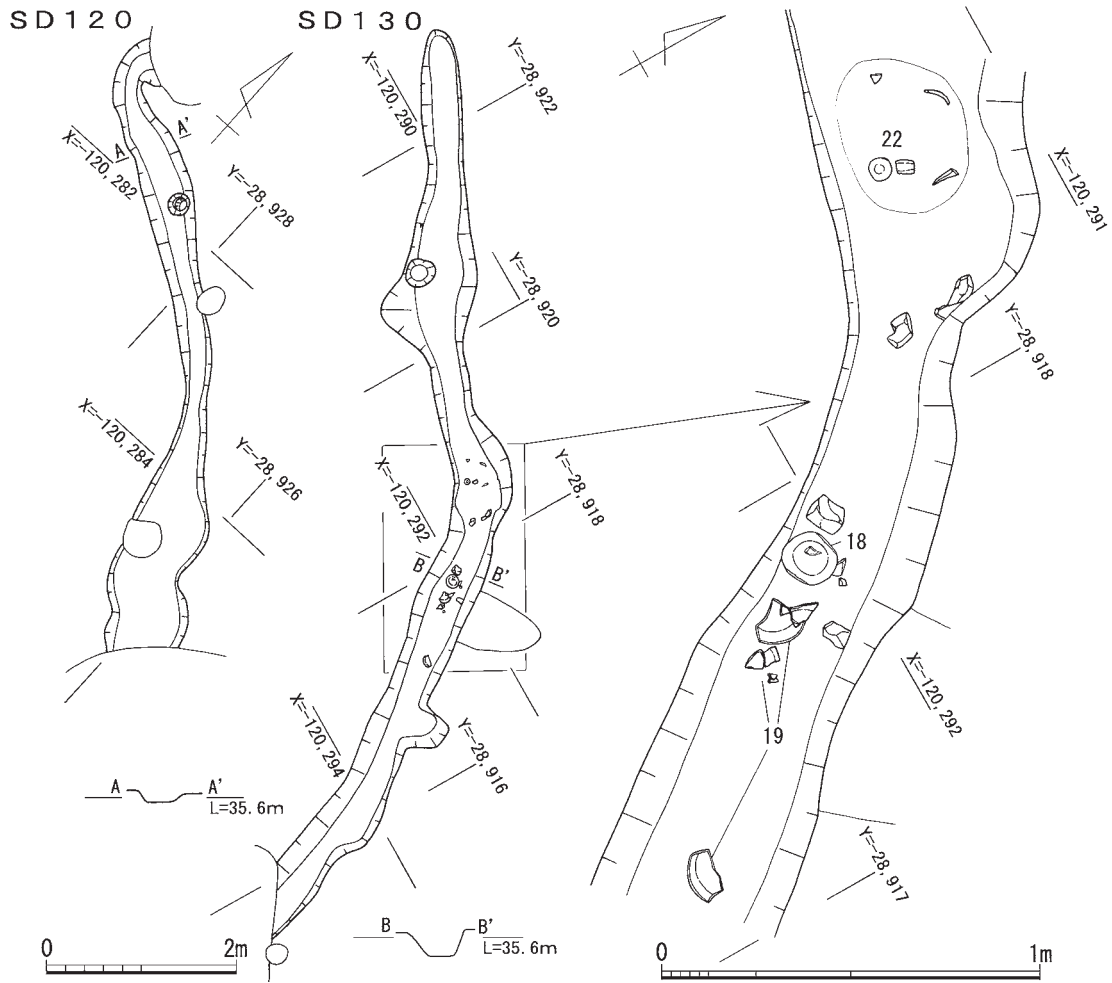 SD120
A
A'
X=-120,282
Y=-28,928
X=-120,284
Y=-28,926
A
A'
L=35.6m
0
2m
SD130
X=-120,290
Y=-28,922
Y=-28,920
X=-120,292
Y=-28,918
B
B'
X=-120,294
Y=-28,916
B
B'
L=35.6m
22
X=-120,291
Y=-28,918
18
X=-120,292
19
Y=-28,917
0
1m